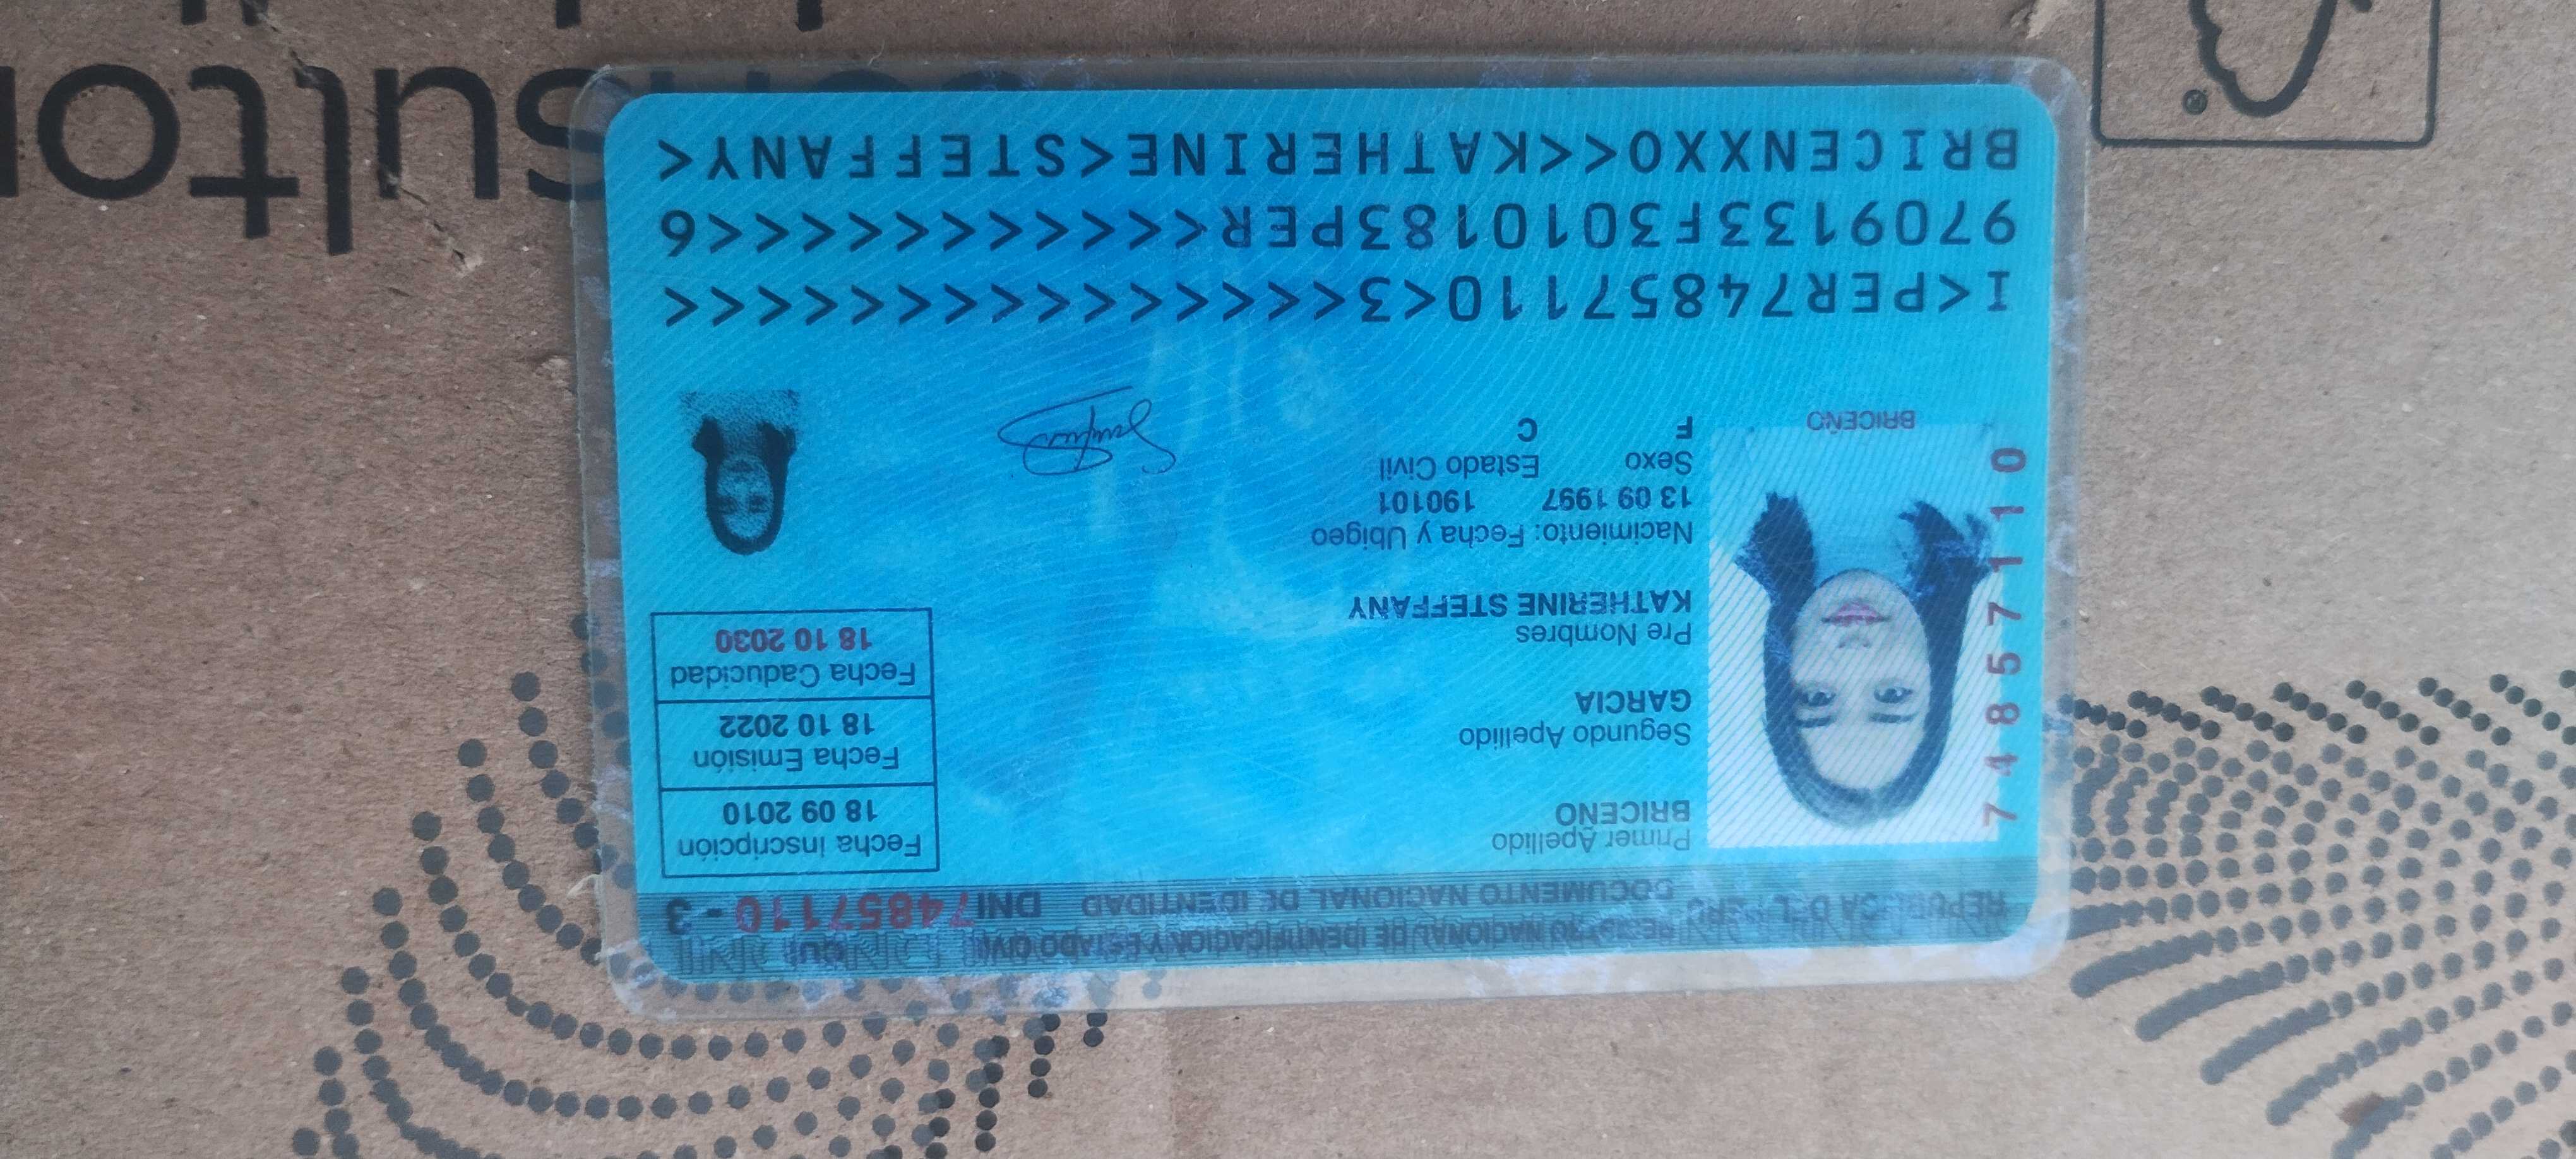 REGISTRO NACIONAL DE IDENTIFICACION Y ESTADO CIVIL
REPUBLICA DEL PERU
DOCUMENTO NACIONAL DE IDENTIDAD DNI 74857110 - 3
Primer Apellido
BRICEÑO
Segundo Apellido
GARCIA
Pre Nombres
KATHERINE STEFFANY
Nacimiento: Fecha y Ubigeo
13 09 1997 190101
Sexo Estado Civil
F C
74857110
BRICEÑO
Fecha Inscripción
18 09 2010
Fecha Emisión
18 10 2022
Fecha Caducidad
18 10 2030
I<PER74857110<3<<<<<<<<<<<<<<<
9709133F3010183PER<<<<<<<<<<<6
BRICENXXO<<KATHERINE<STEFFANY<